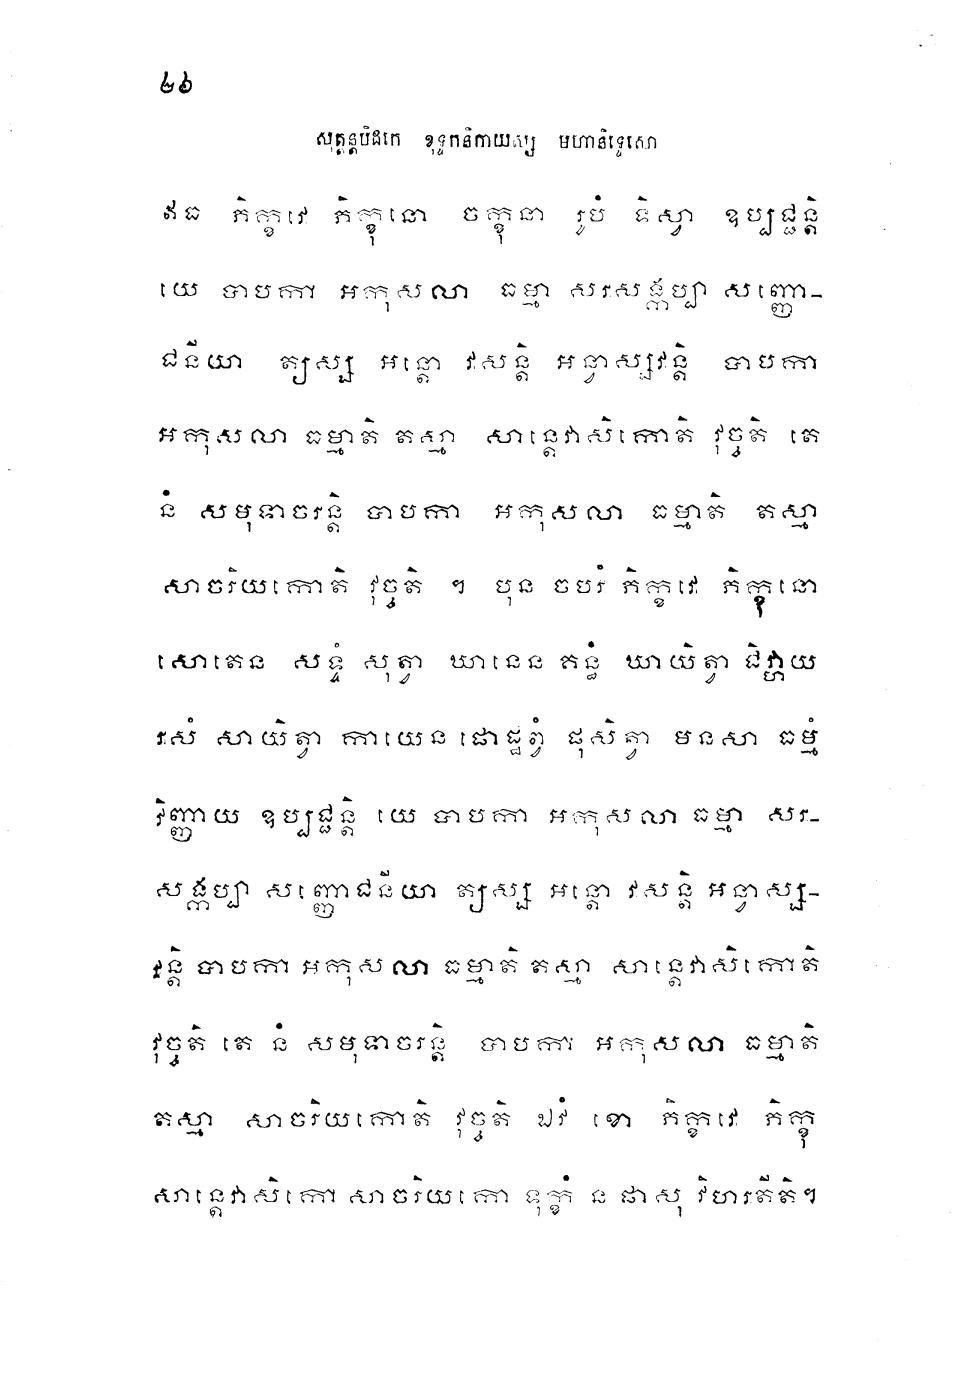 ២៦
សុត្តន្តបិដកេ ខុទ្ទកនិកាយស្ស មហានិទ្ទេសោ
ឥធ ភិក្ខវេ ភិក្ខុនោ ចក្ខុនា រូបំ ទិស្វា ឧប្បជ្ជន្តិ
យេ បាបកា អកុសលា ធម្មា សរសង្កប្បា សញ្ញោ-
ជនីយា ត្យស្ស អន្តោ វសន្តិ អន្វាស្សវន្តិ បាបកា
អកុសលា ធម្មាតិ តស្មា សាន្តេវាសិកោតិ វុច្ចតិ តេ
នំ សមុទាចរន្តិ បាបកា អកុសលា ធម្មាតិ តស្មា
សាចរិយកោតិ វុច្ចតិ ។ បុន ចបរំ ភិក្ខវេ ភិក្ខុនោ
សោតេន សទ្ទំ សុត្វា ឃានេន គន្ធំ ឃាយិត្វា ជិវ្ហាយ
រសំ សាយិត្វា កាយេន ផោដ្ឋព្វំ ផុសិត្វា មនសា ធម្មំ
វិញ្ញាយ ឧប្បជ្ជន្តិ យេ បាបកា អកុសលា ធម្មា សរ-
សង្កប្បា សញ្ញោជនីយា ត្យស្ស អន្តោ វសន្តិ អន្វាស្ស-
វន្តិ បាបកា អកុសលា ធម្មាតិ តស្មា សាន្តេវាសិកោតិ
វុច្ចតិ តេ នំ សមុទាចរន្តិ បាបកា អកុសលា ធម្មាតិ
តស្មា សាចរិយកោតិ វុច្ចតិ ឯវំ ខោ ភិក្ខវេ ភិក្ខុ
សាន្តេវាសិកោ សាចរិយកោ ទុក្ខំ ន ផាសុ វិហរតីតិ។